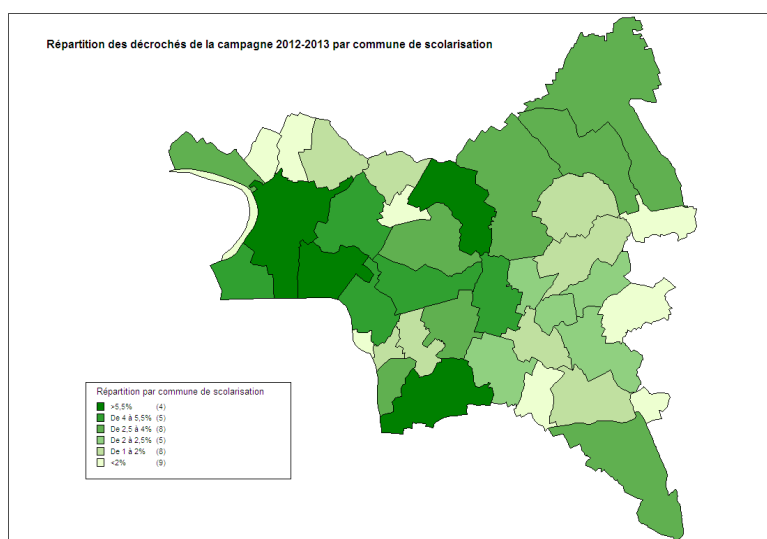 Répartition des décrochés de la campagne 2012-2013 par commune de scolarisation
Répartition par commune de scolarisation
>5,5% (4)
De 4 à 5,5% (5)
De 2,5 à 4% (8)
De 2 à 2,5% (5)
De 1 à 2% (8)
<2% (9)